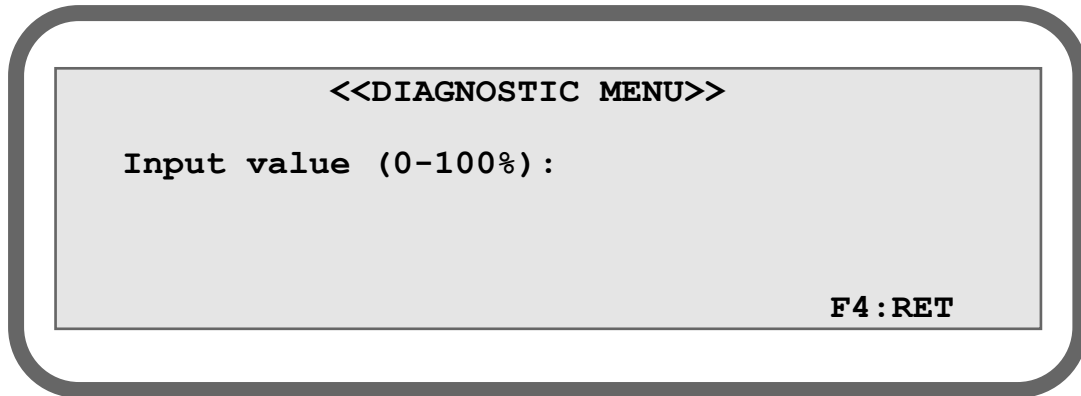 <<DIAGNOSTIC MENU>>
Input value (0-100%):
F4:RET